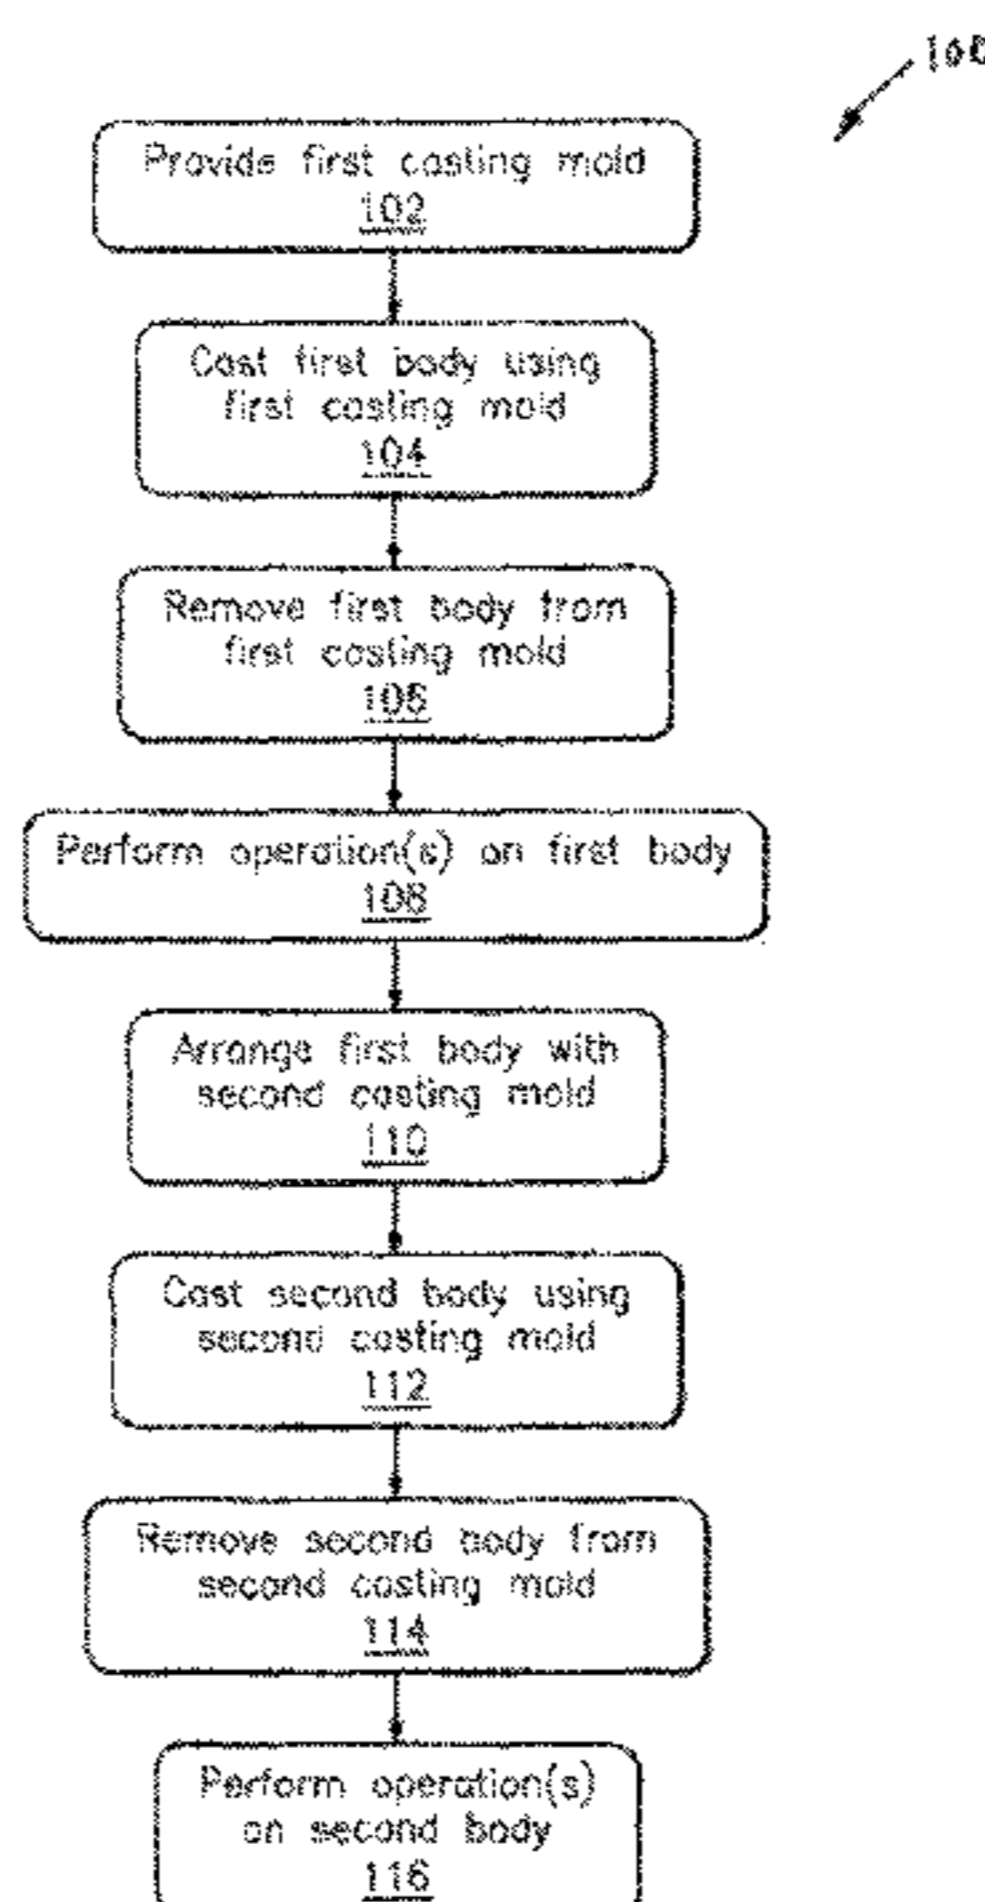 100
Provide first casting mold
102
Cast first body using
first casting mold
104
Remove first body from
first casting mold
106
Perform operation(s) on first body
108
Arrange first body with
second casting mold
110
Cast second body using
second casting mold
112
Remove second body from
second casting mold
114
Perform operation(s)
on second body
116